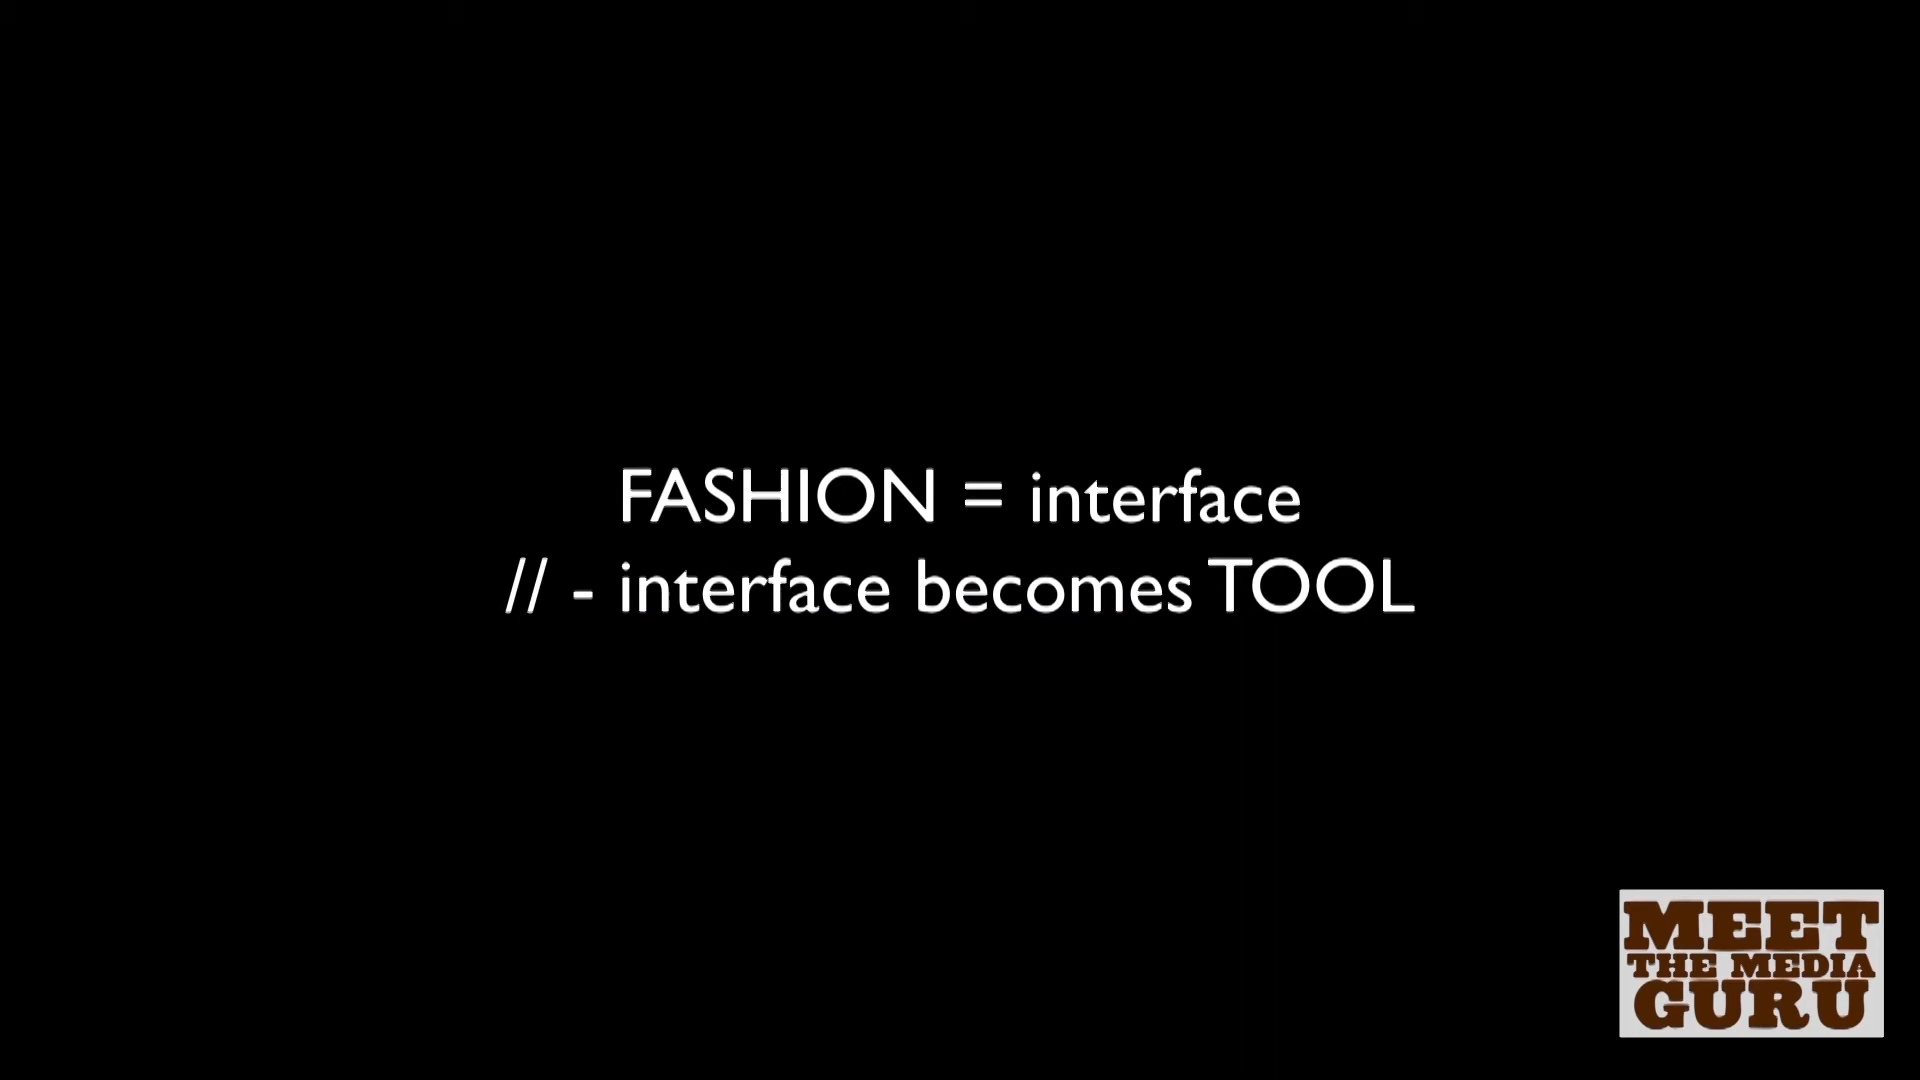 FASHION = interface
// - interface becomes TOOL
MEET
THE MEDIA
GURU